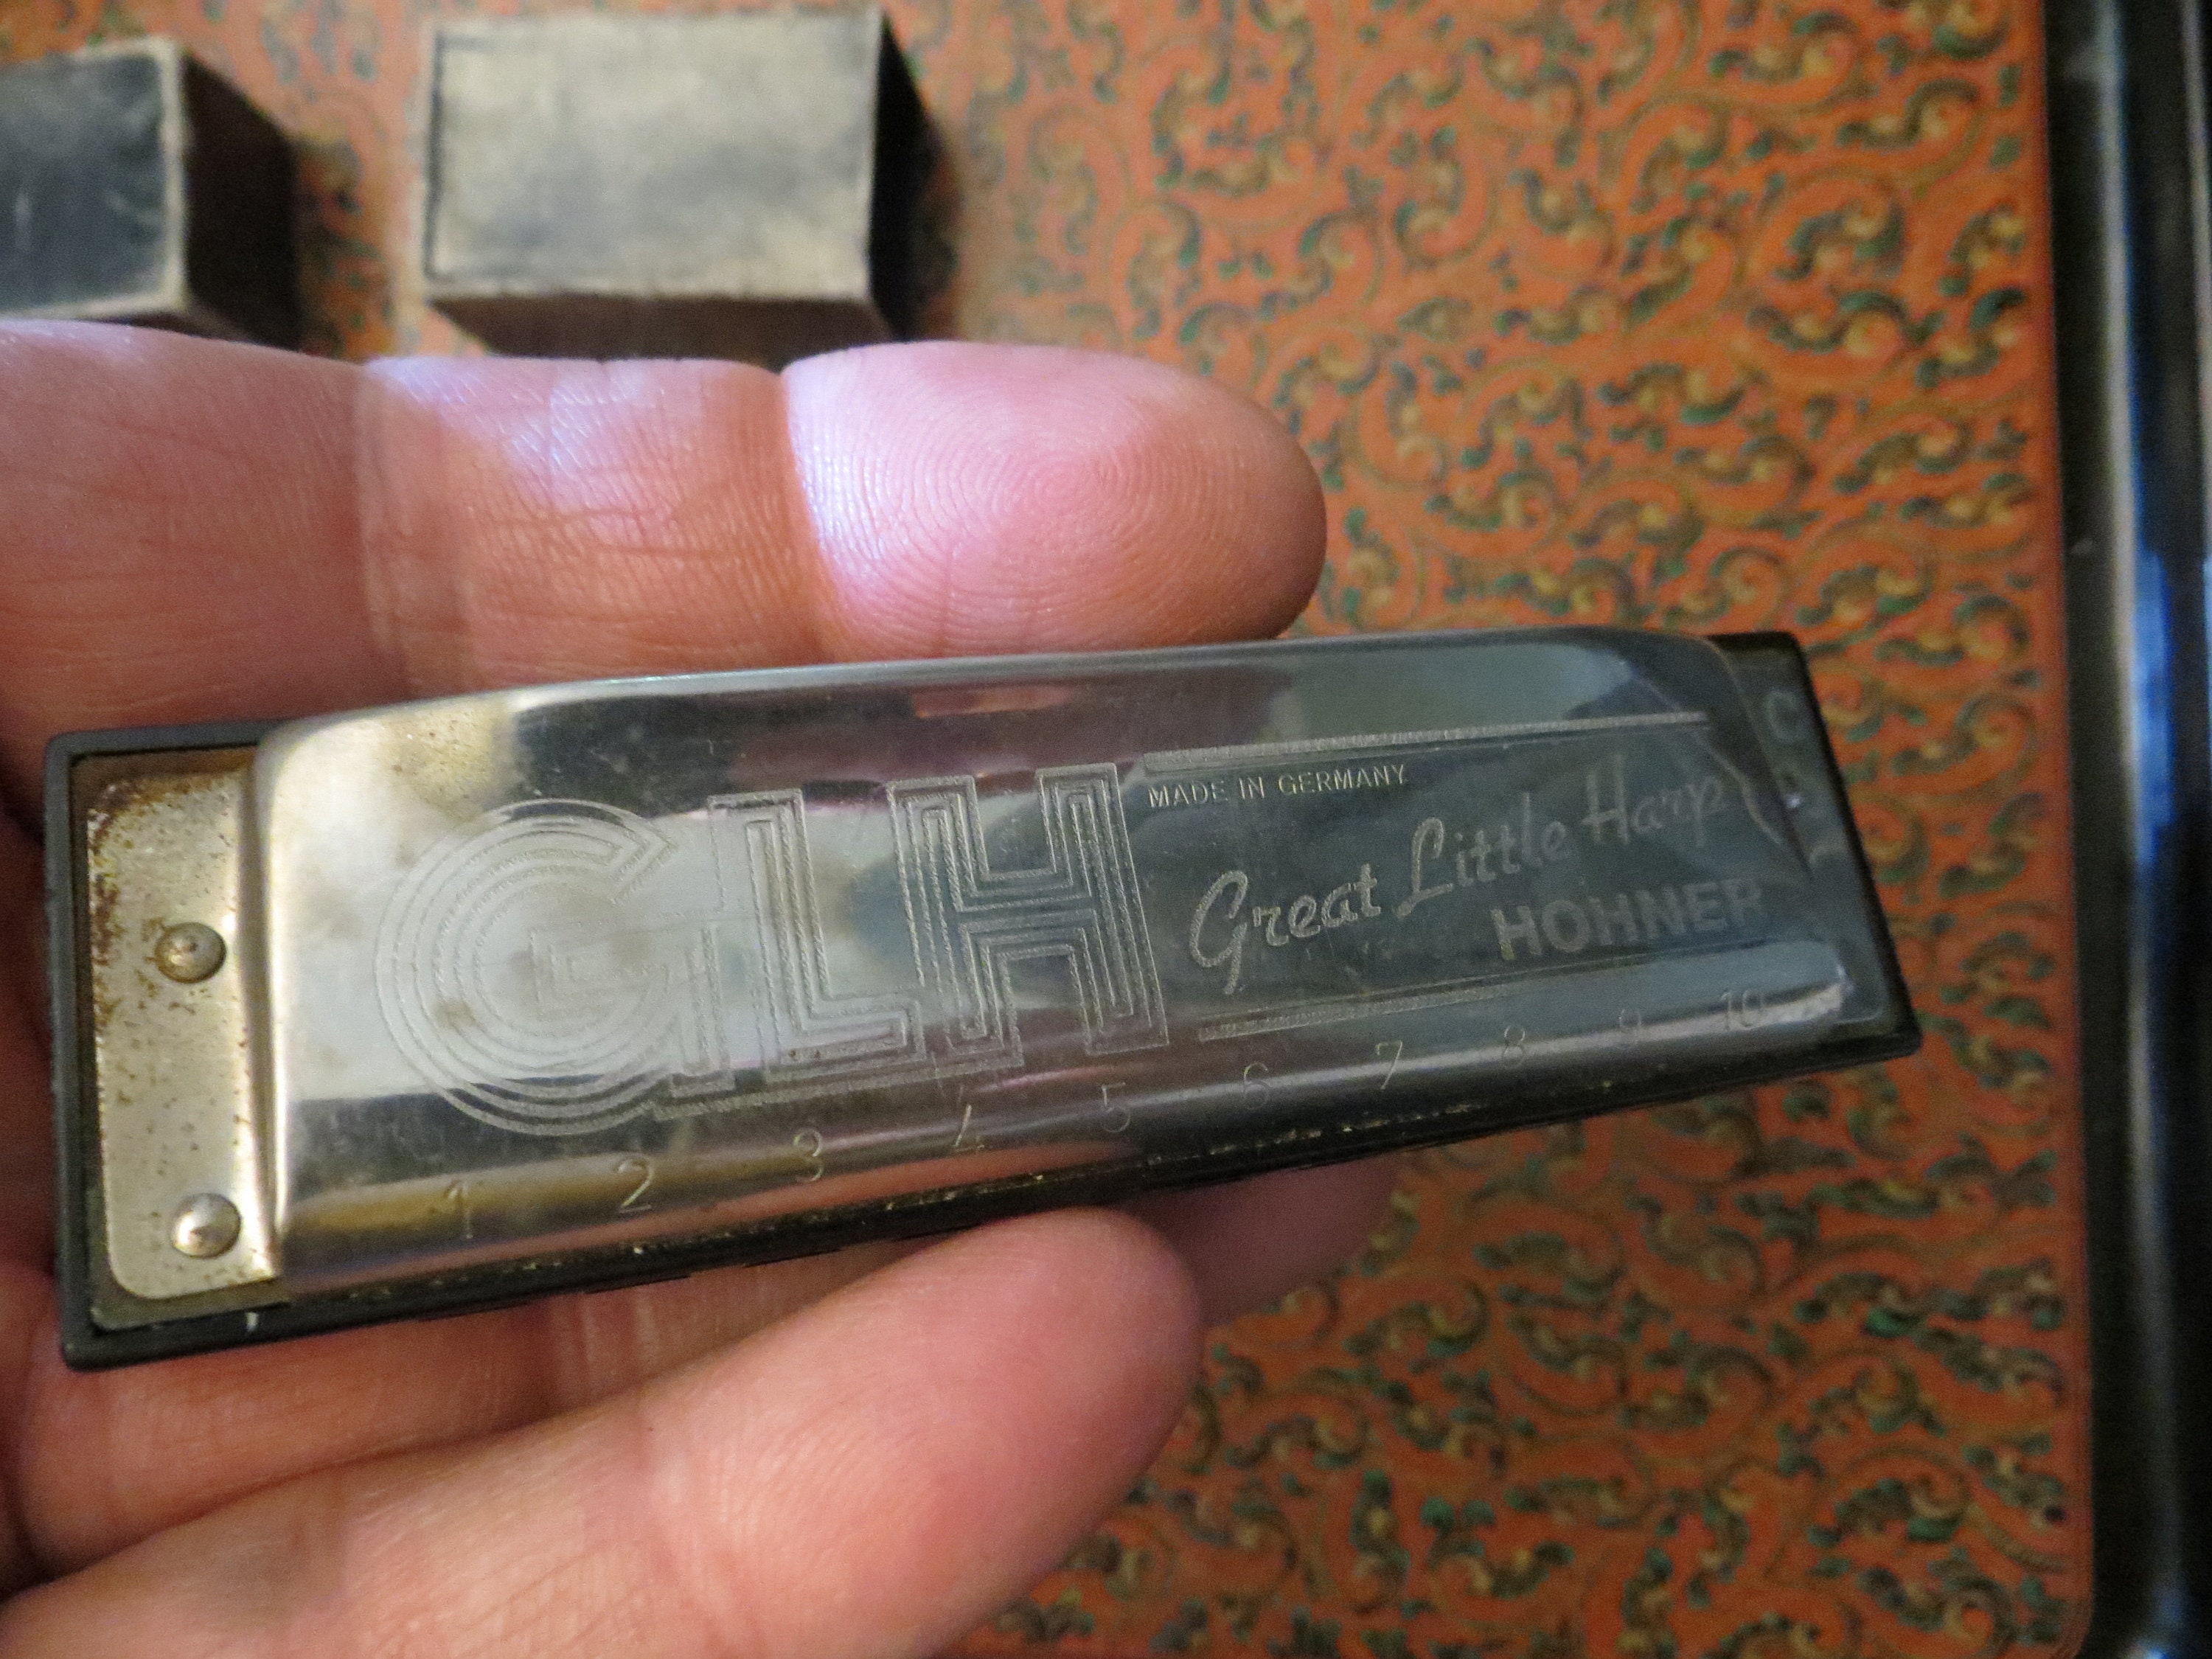 GLH
MADE IN GERMANY
Great Little Harp
HOHNER
C
1 2 3 4 5 6 7 8 9 10